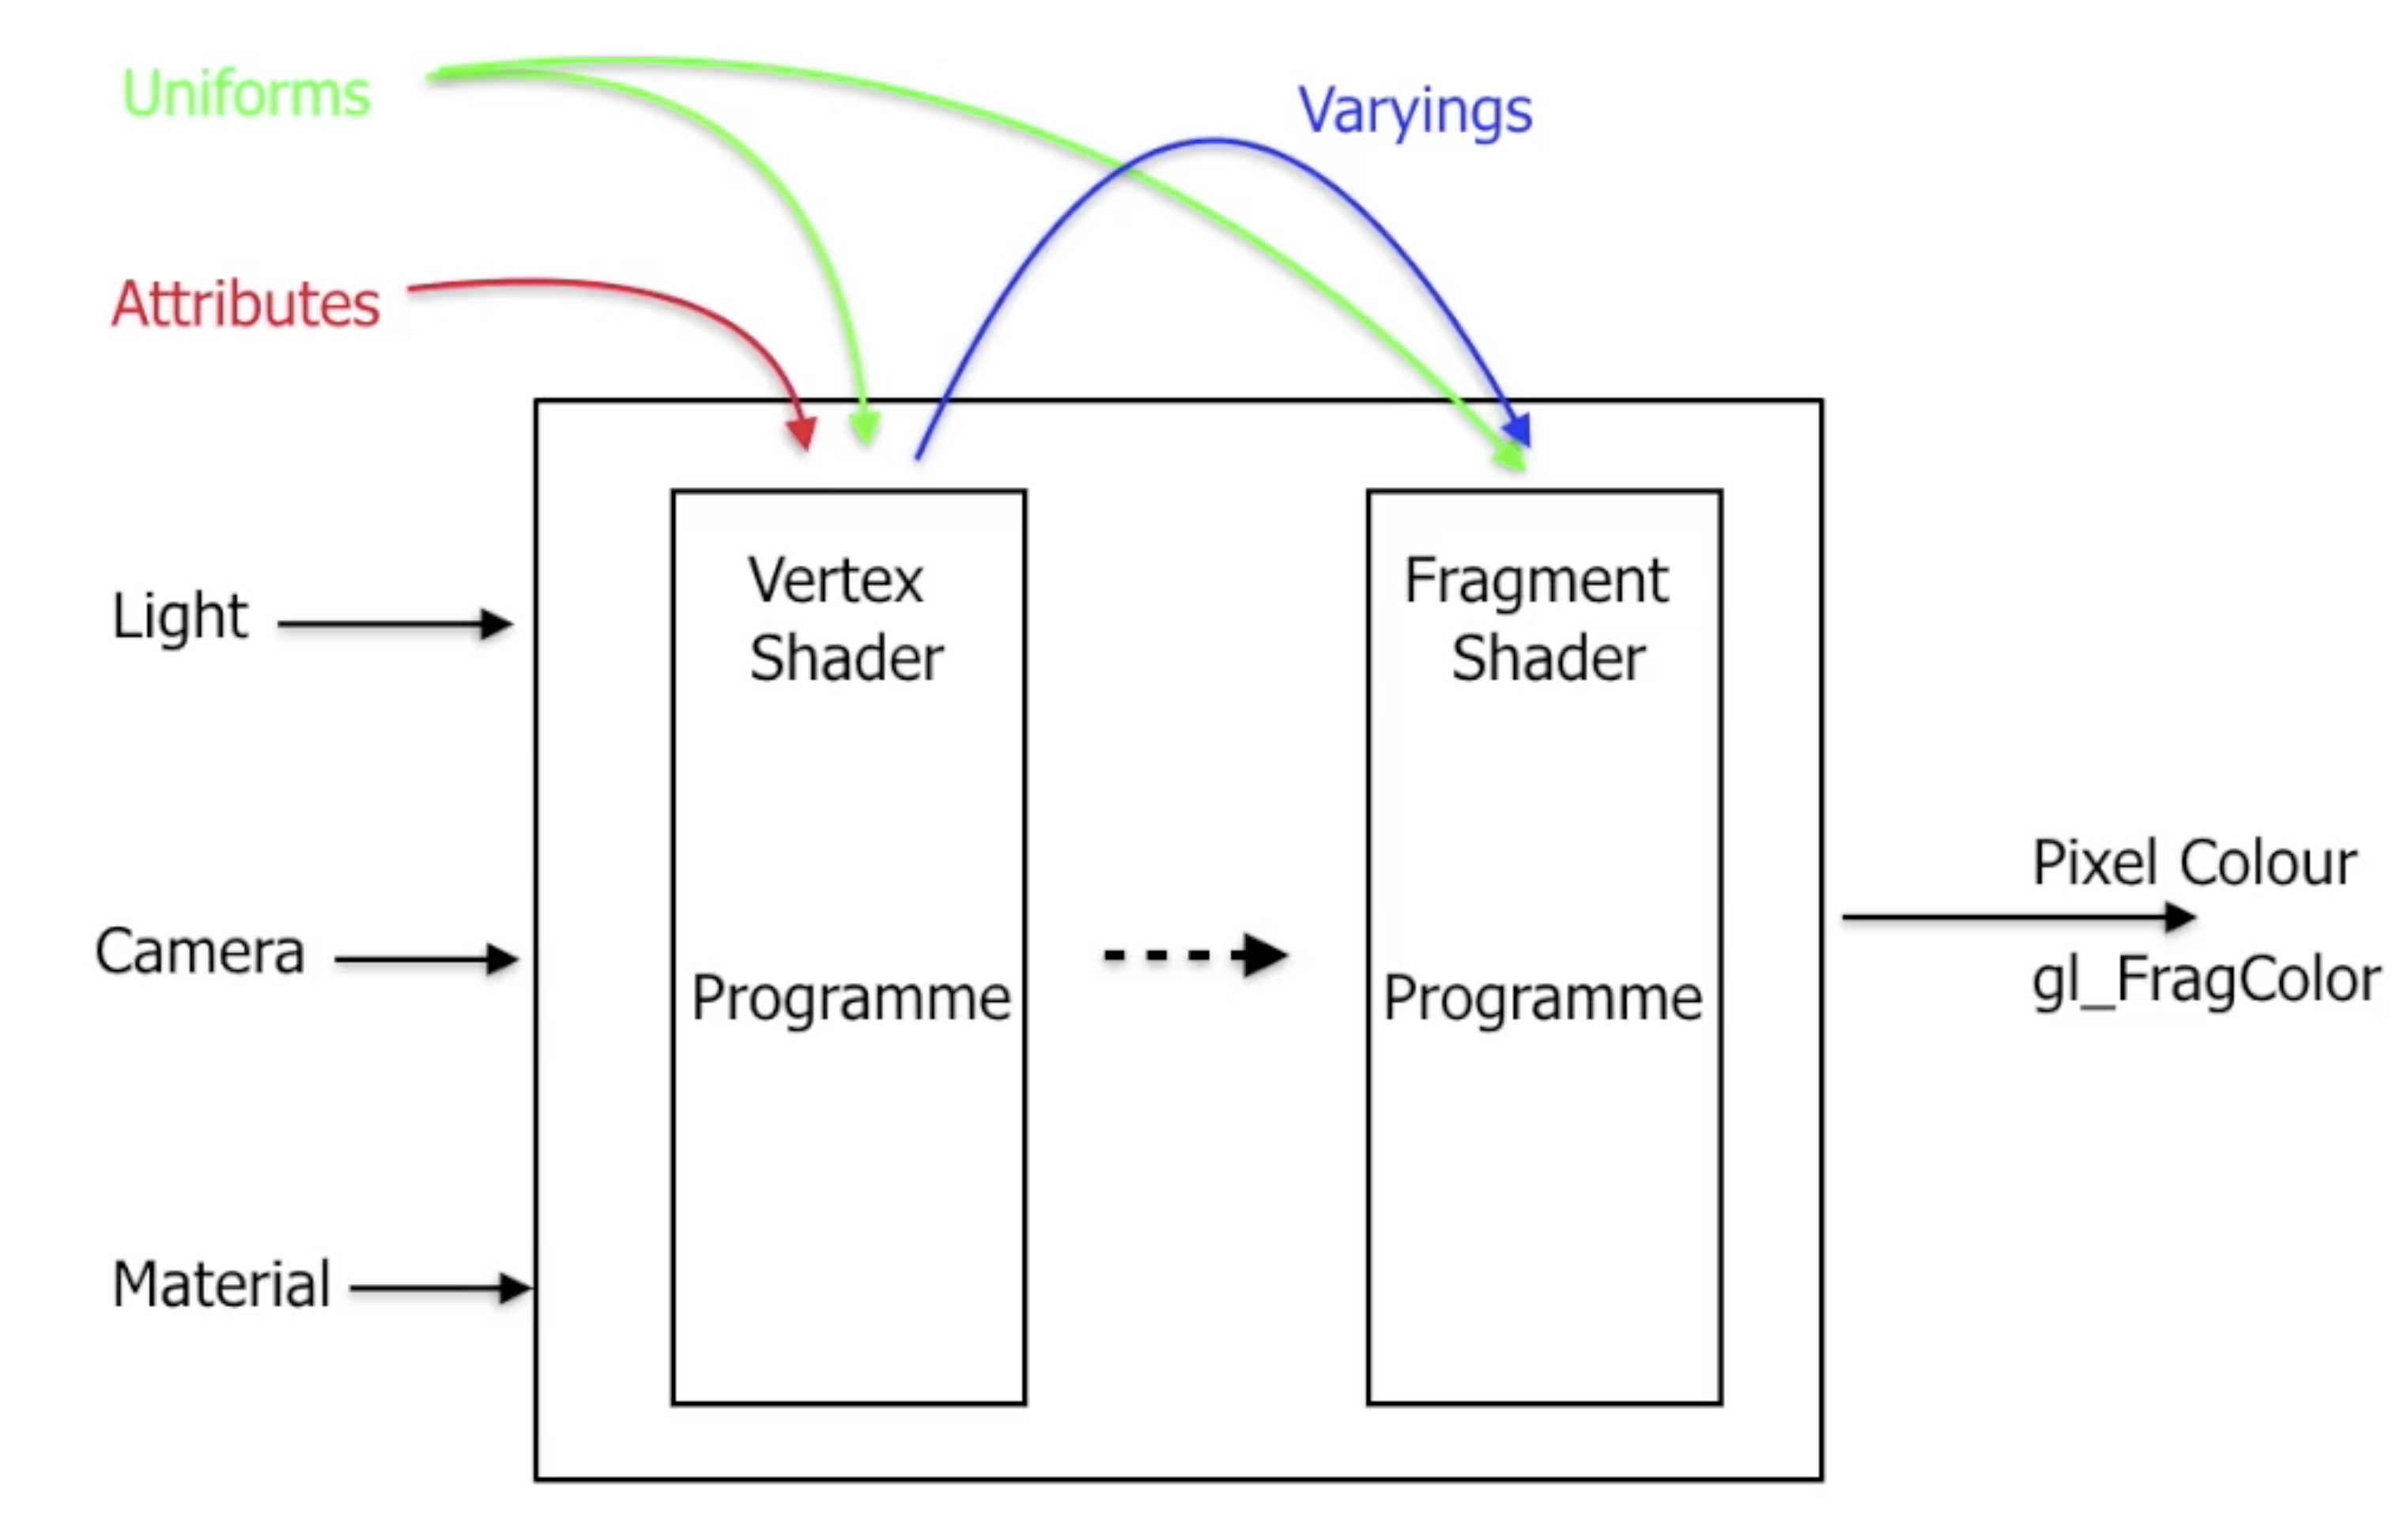 Uniforms
Varyings
Attributes
Vertex
Shader
Fragment
Shader
Light
Pixel Colour
Camera
gl_FragColor
Programme
Programme
Material